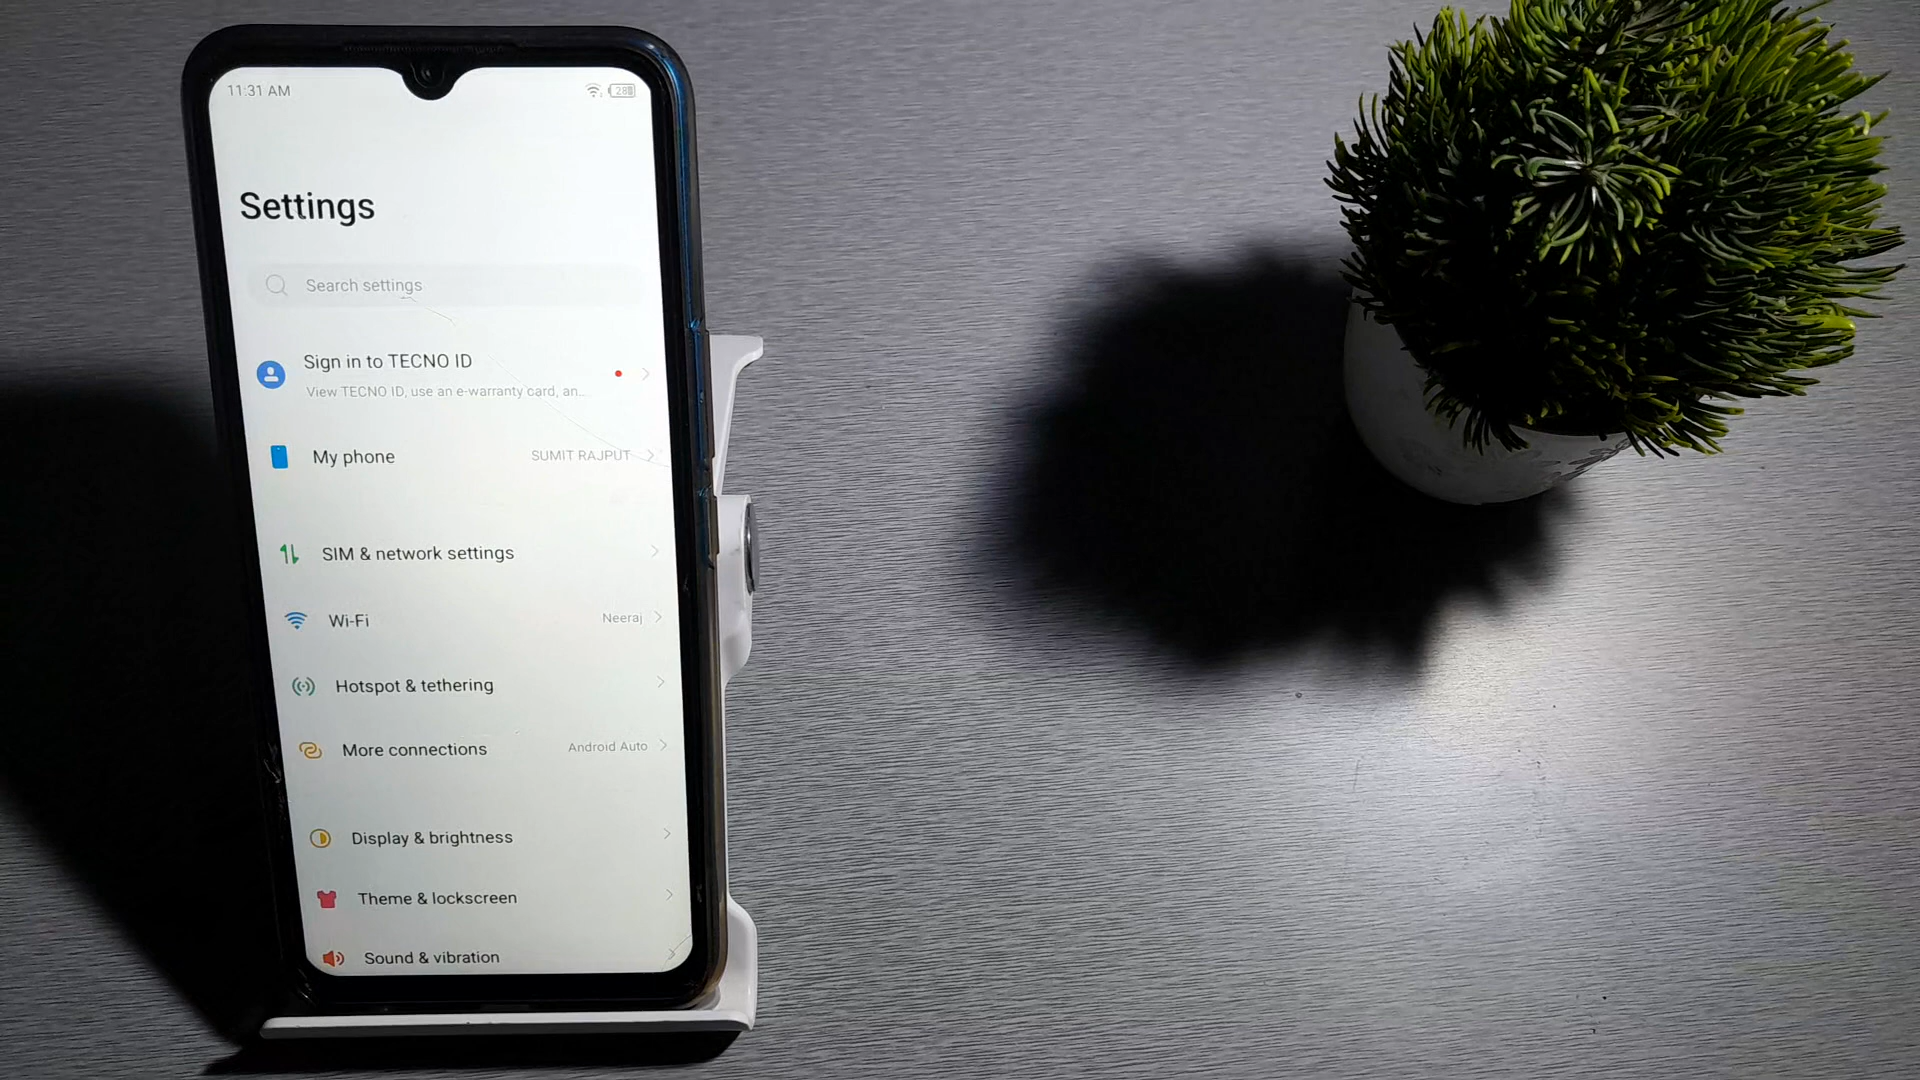 11:31 AM
28
Settings
Search settings
Sign in to TECNO ID
View TECNO ID, use an e-warranty card, an...
My phone
SUMIT RAJPUT
SIM & network settings
Wi-Fi
Neeraj
Hotspot & tethering
More connections
Android Auto
Display & brightness
Theme & lockscreen
Sound & vibration